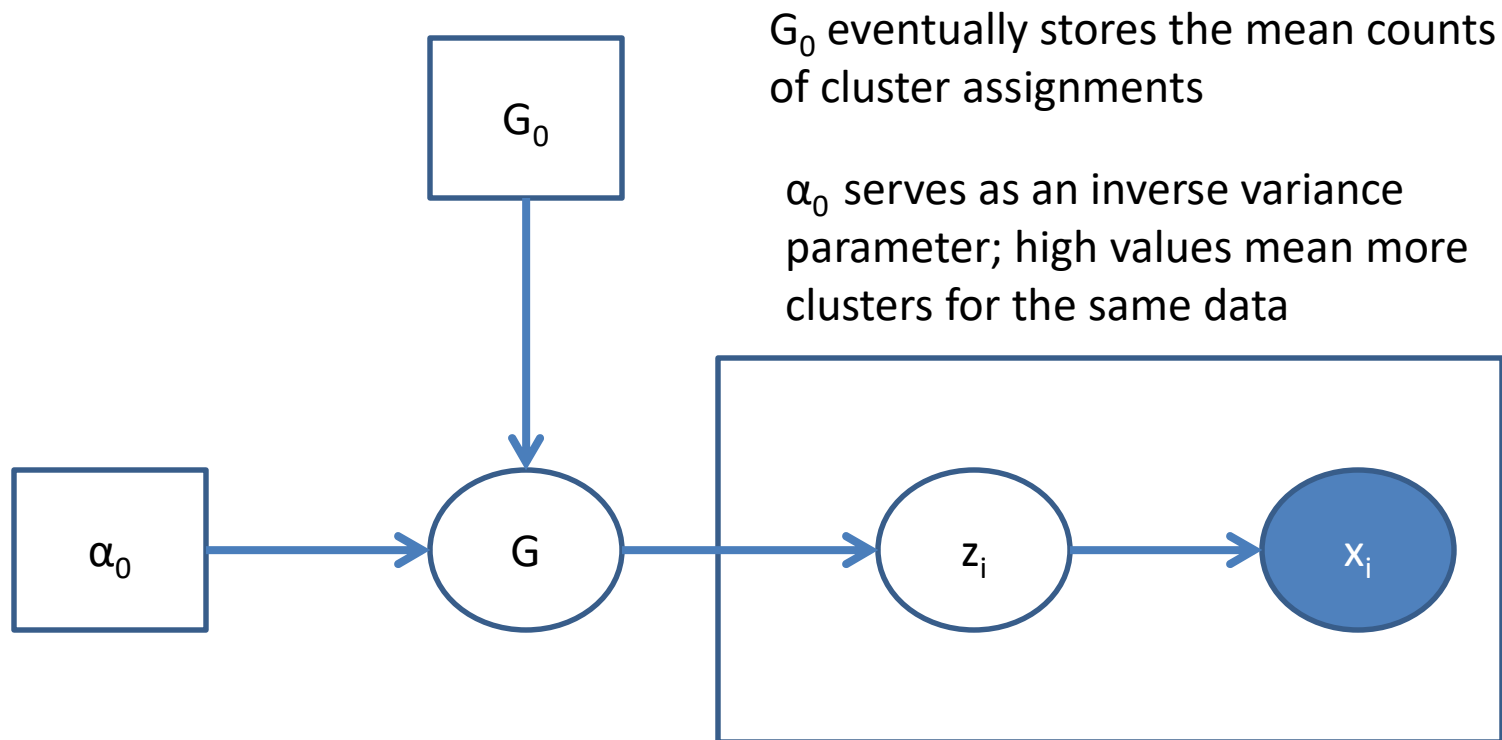 G₀ eventually stores the mean counts
of cluster assignments
G₀
α₀ serves as an inverse variance
parameter; high values mean more
clusters for the same data
α₀
G
zᵢ
xᵢ